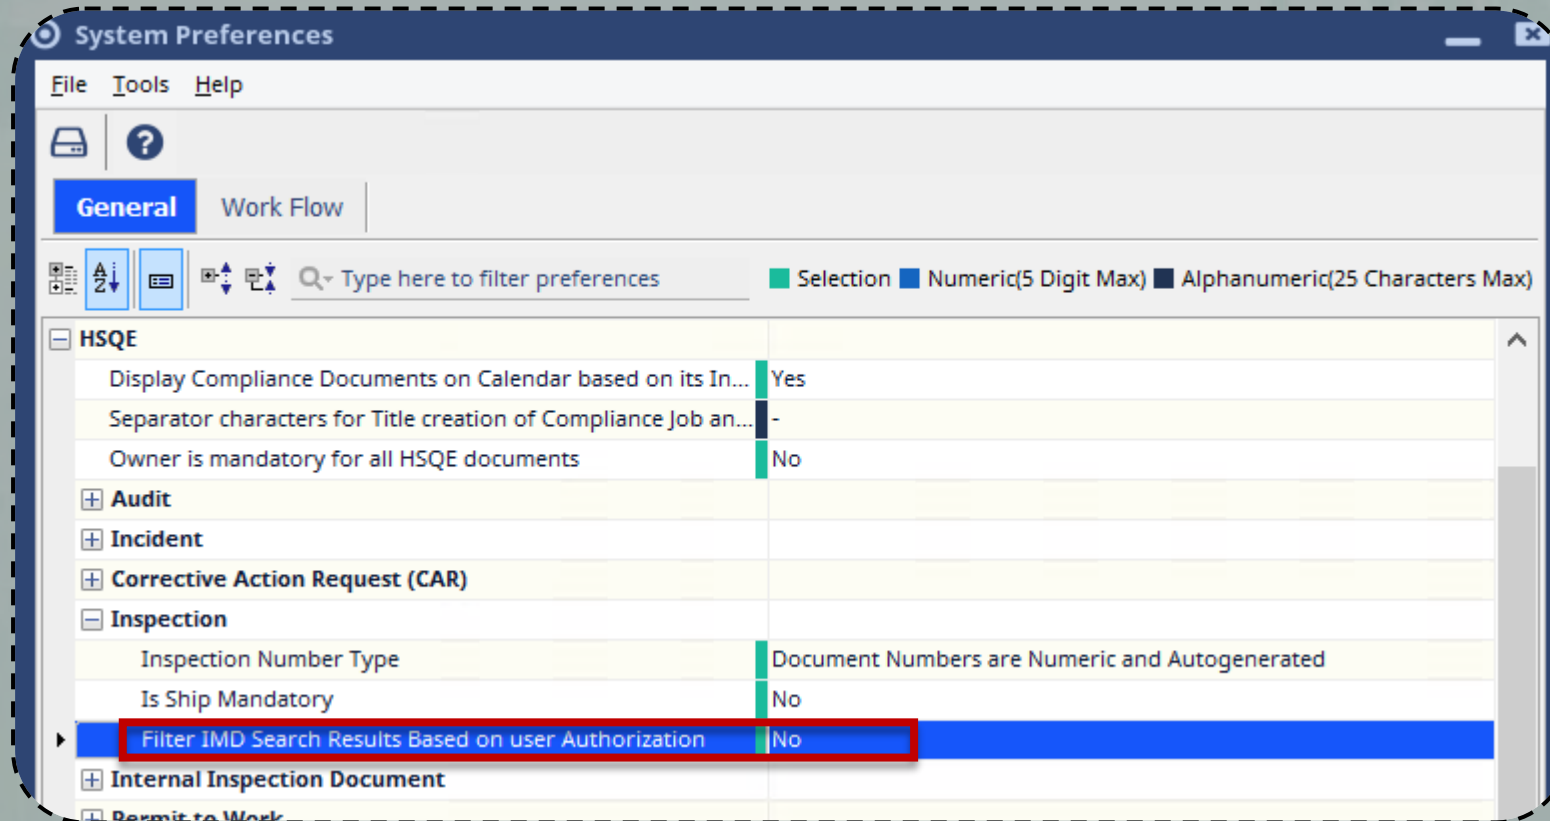 System Preferences
File Tools Help
General Work Flow
Type here to filter preferences Selection Numeric(5 Digit Max) Alphanumeric(25 Characters Max)
HSQE
Display Compliance Documents on Calendar based on its In... Yes
Separator characters for Title creation of Compliance Job an... -
Owner is mandatory for all HSQE documents No
Audit
Incident
Corrective Action Request (CAR)
Inspection
Inspection Number Type Document Numbers are Numeric and Autogenerated
Is Ship Mandatory No
Filter IMD Search Results Based on user Authorization No
Internal Inspection Document
Permit to Work